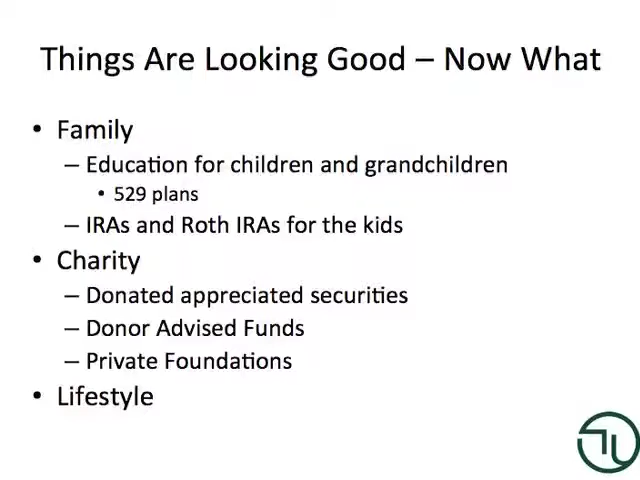 Things Are Looking Good – Now What
• Family
– Education for children and grandchildren
• 529 plans
– IRAs and Roth IRAs for the kids
• Charity
– Donated appreciated securities
– Donor Advised Funds
– Private Foundations
• Lifestyle